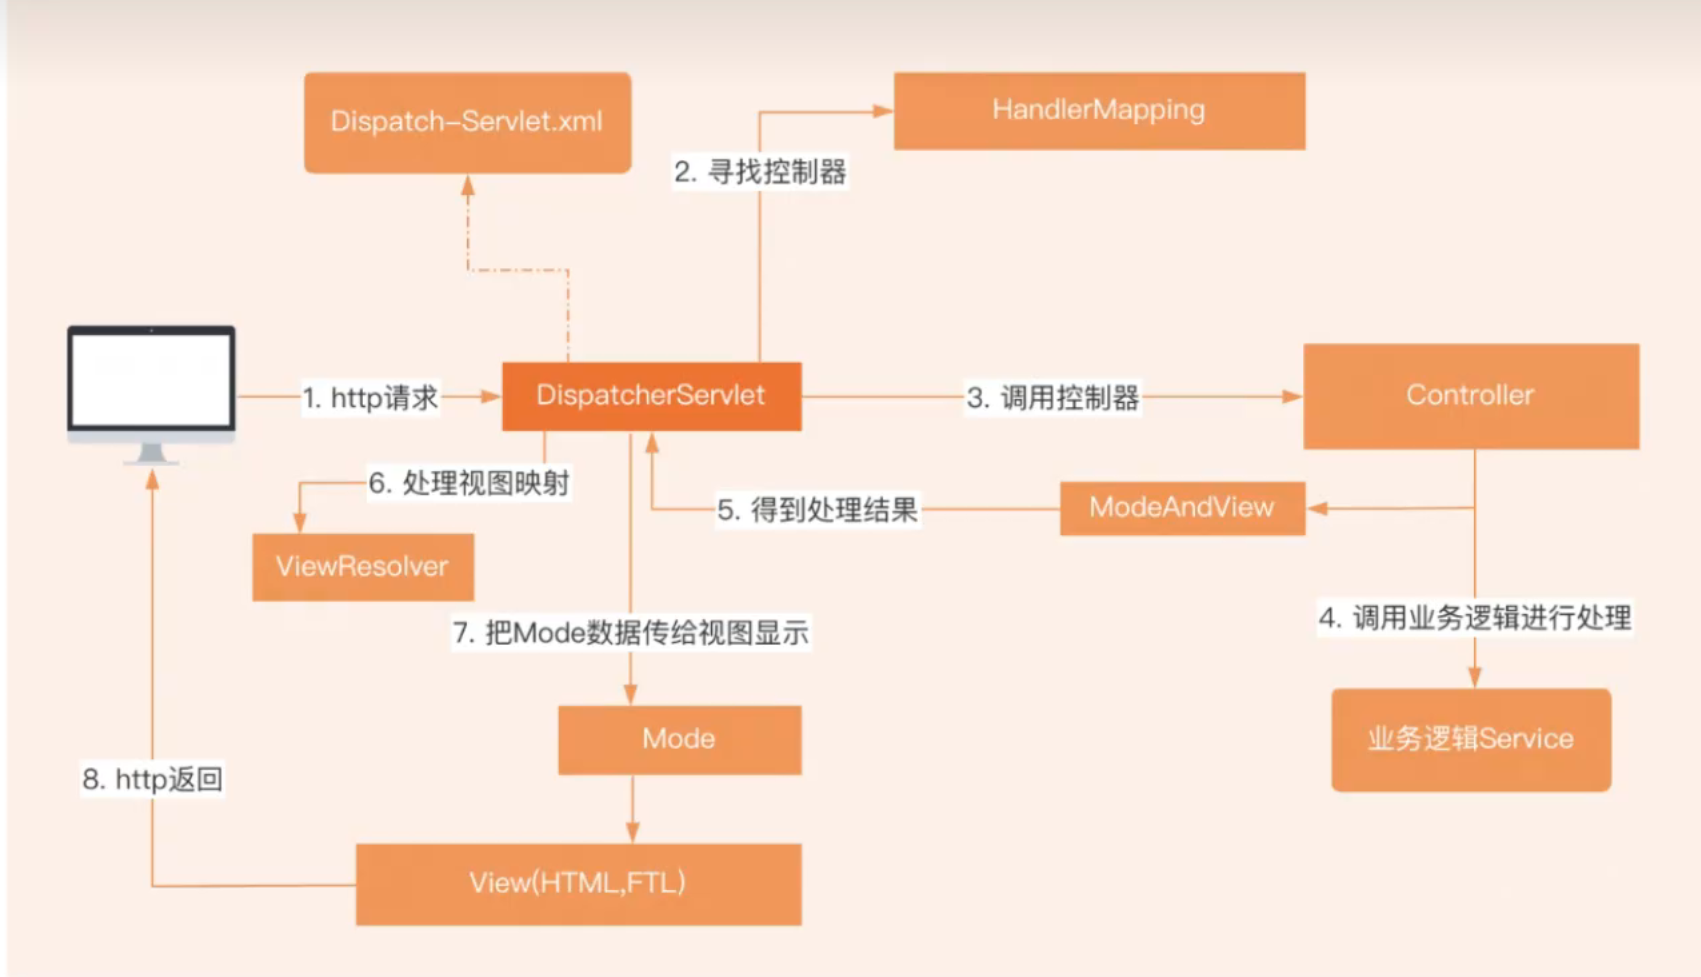 Dispatch-Servlet.xml
HandlerMapping
2. 寻找控制器
1. http请求
DispatcherServlet
3. 调用控制器
Controller
6. 处理视图映射
5. 得到处理结果
ModeAndView
ViewResolver
7. 把Mode数据传给视图显示
4. 调用业务逻辑进行处理
Mode
业务逻辑Service
8. http返回
View(HTML,FTL)